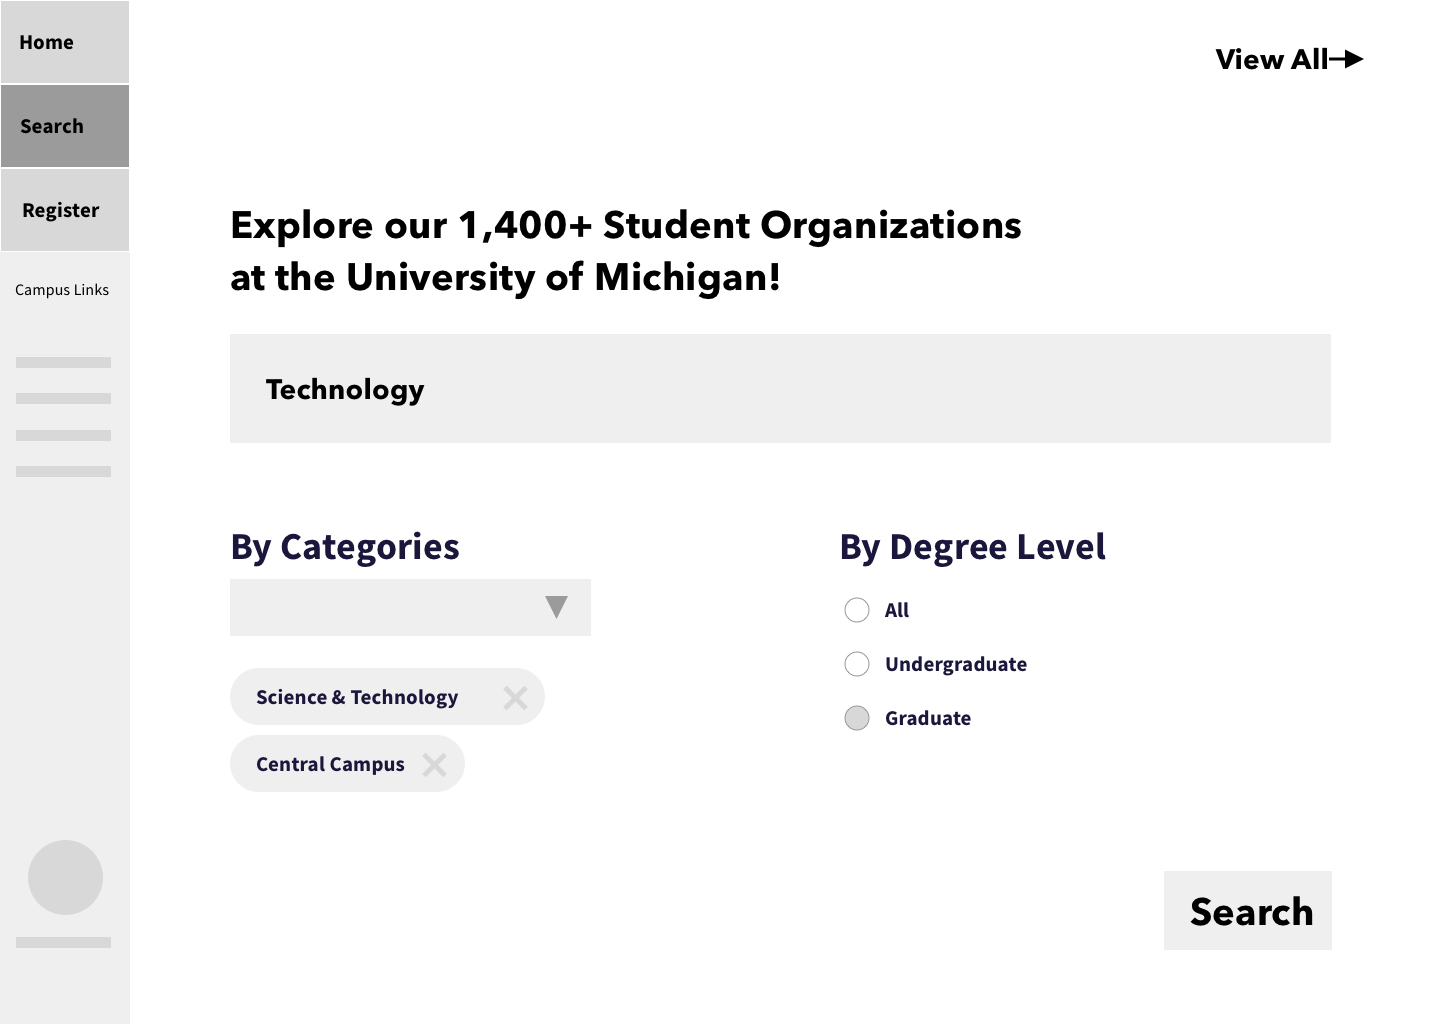 Home
Search
Register
Campus Links
View All
Explore our 1,400+ Student Organizations
at the University of Michigan!
Technology
By Categories
Science & Technology
Central Campus
By Degree Level
All
Undergraduate
Graduate
Search